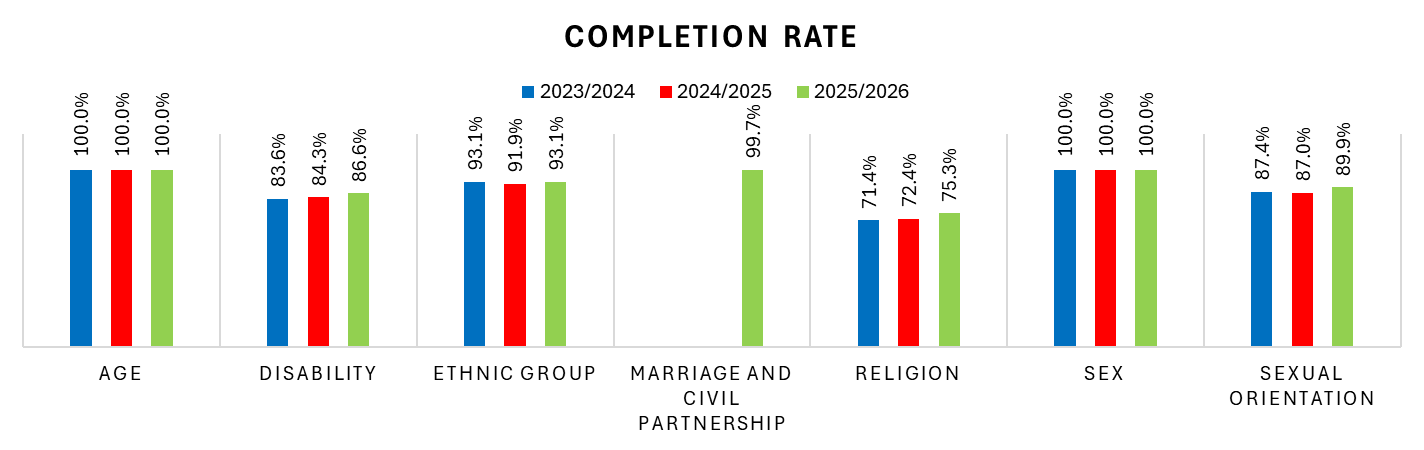 COMPLETION RATE
2023/2024 2024/2025 2025/2026
100.0% 100.0% 100.0%
83.6% 84.3% 86.6%
93.1% 91.9% 93.1%
99.7%
71.4% 72.4% 75.3%
100.0% 100.0% 100.0%
87.4% 87.0% 89.9%
AGE
DISABILITY
ETHNIC GROUP
MARRIAGE AND
CIVIL
PARTNERSHIP
RELIGION
SEX
SEXUAL
ORIENTATION